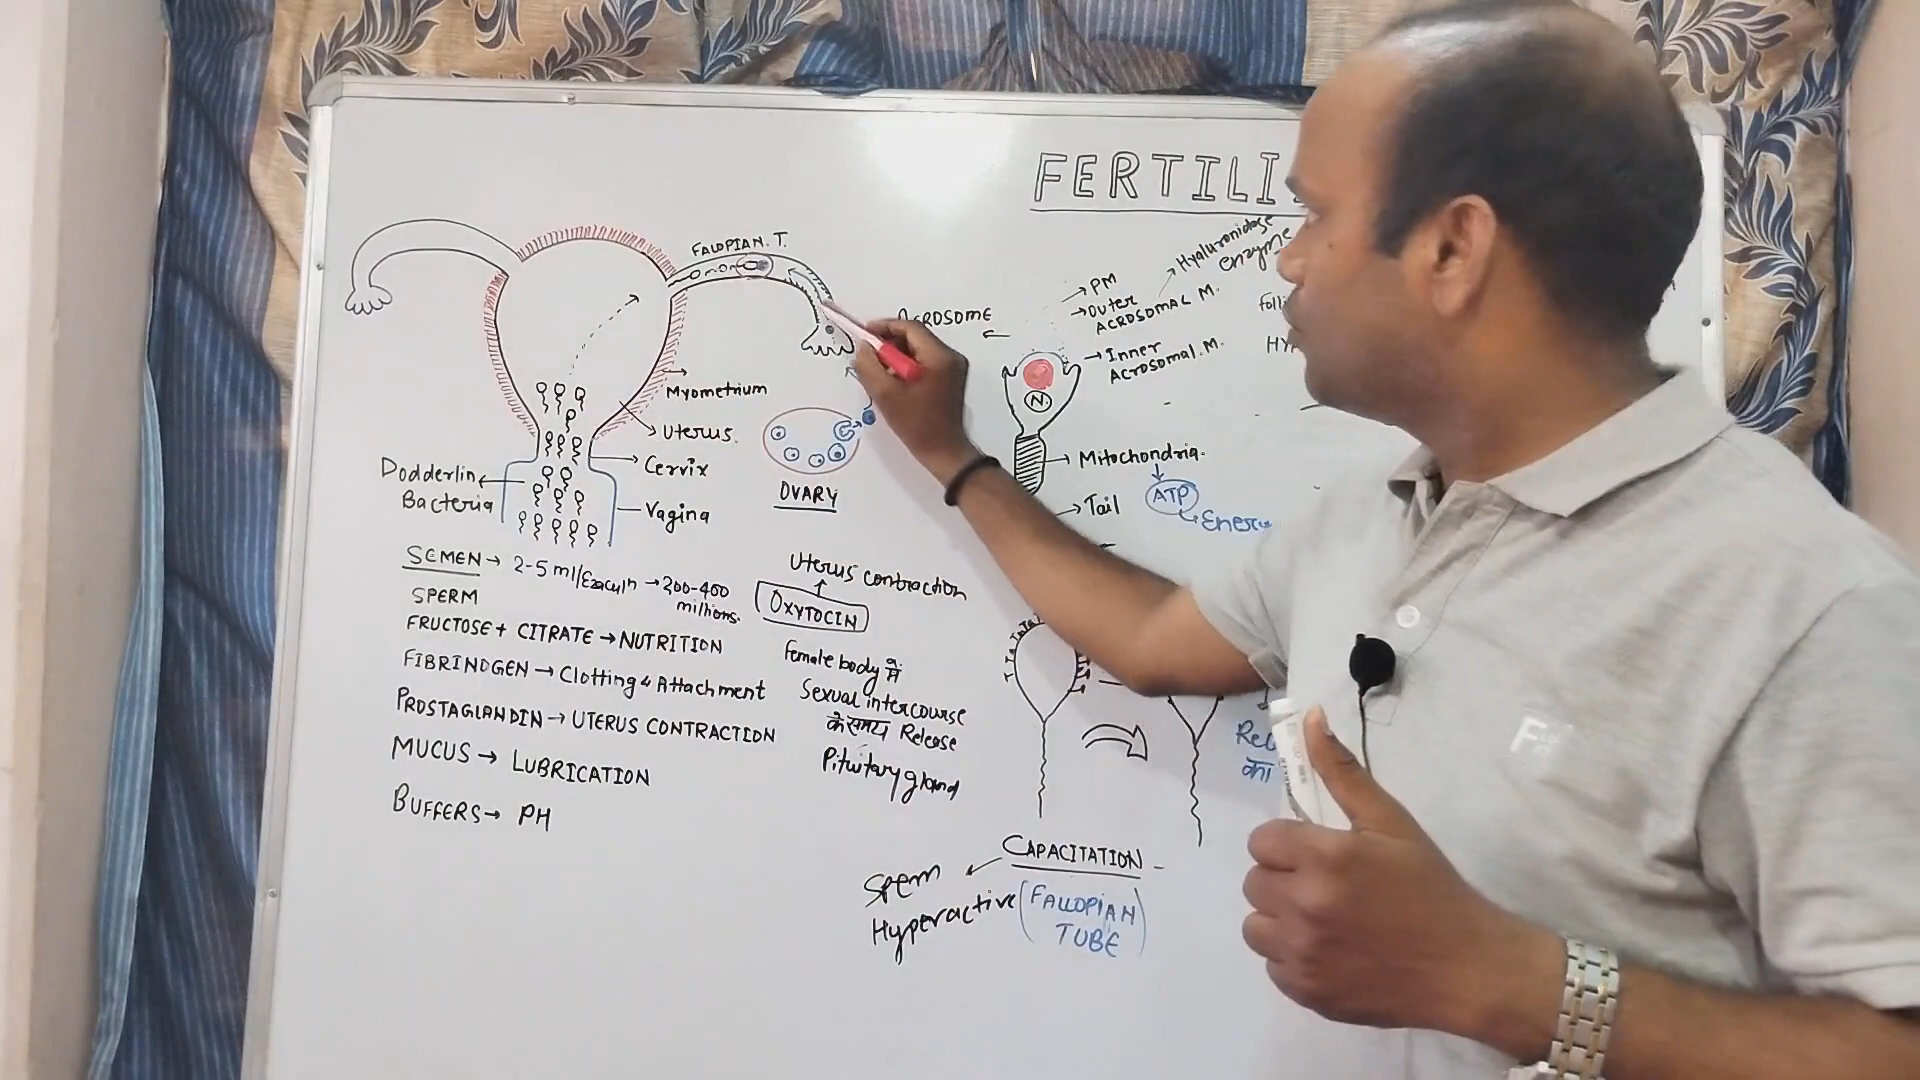 FERTILI
FALOPIAN. T.
Myometrium
Uterus.
Cervix
Vagina
Dodderlin
Bacteria
OVARY
SEMEN → 2-5 ml/Ezaculn → 200-400
millions.
SPERM
FRUCTOSE + CITRATE → NUTRITION
FIBRINOGEN → Clotting & Attachment
PROSTAGLANDIN → UTERUS CONTRACTION
MUCUS → LUBRICATION
BUFFERS → PH
Uterus contraction
OXYTOCIN
Female body में
Sexual intercourse
के समय Release
Pituitary gland
ACROSOME
→ PM
→ Outer
ACROSOMAL M.
Hyaluronidase
enzyme
→ Inner
Acrosomal. M.
N
Mitochondria.
ATP
Tail
CAPACITATION
Sperm
Hyperactive
(FALLOPIAN
TUBE)
का